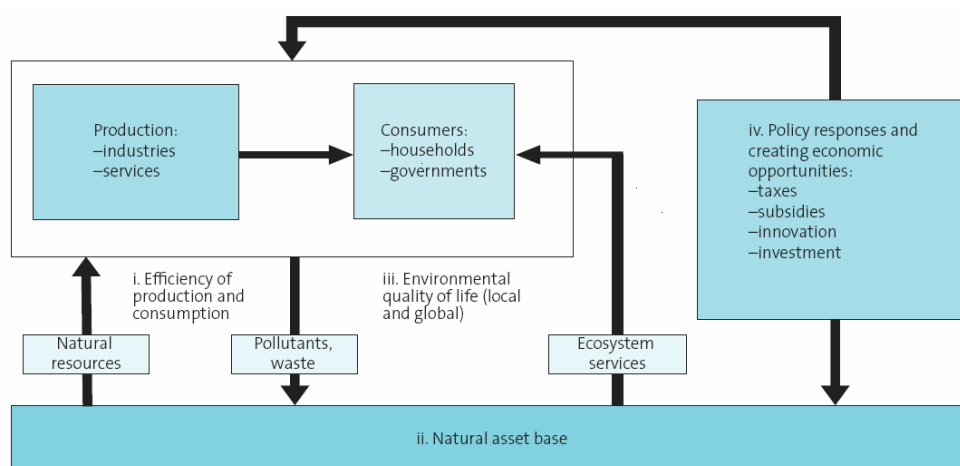 Production:
–industries
–services
Consumers:
–households
–governments
iv. Policy responses and
creating economic
opportunities:
–taxes
–subsidies
–innovation
–investment
i. Efficiency of
production and
consumption
iii. Environmental
quality of life (local
and global)
Natural
resources
Pollutants,
waste
Ecosystem
services
ii. Natural asset base